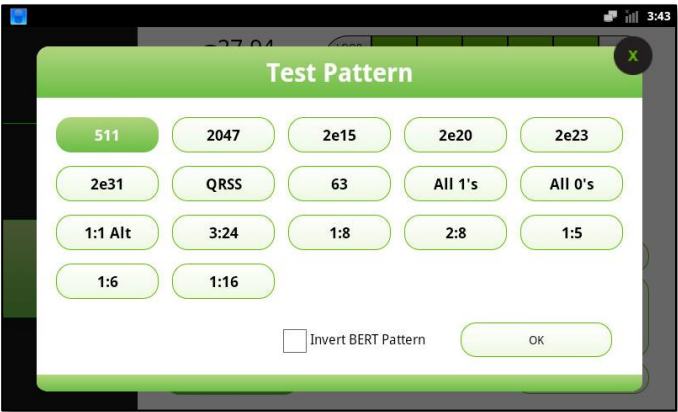 3:43
Test Pattern
X
511 2047 2e15 2e20 2e23
2e31 QRSS 63 All 1's All 0's
1:1 Alt 3:24 1:8 2:8 1:5
1:6 1:16
Invert BERT Pattern OK